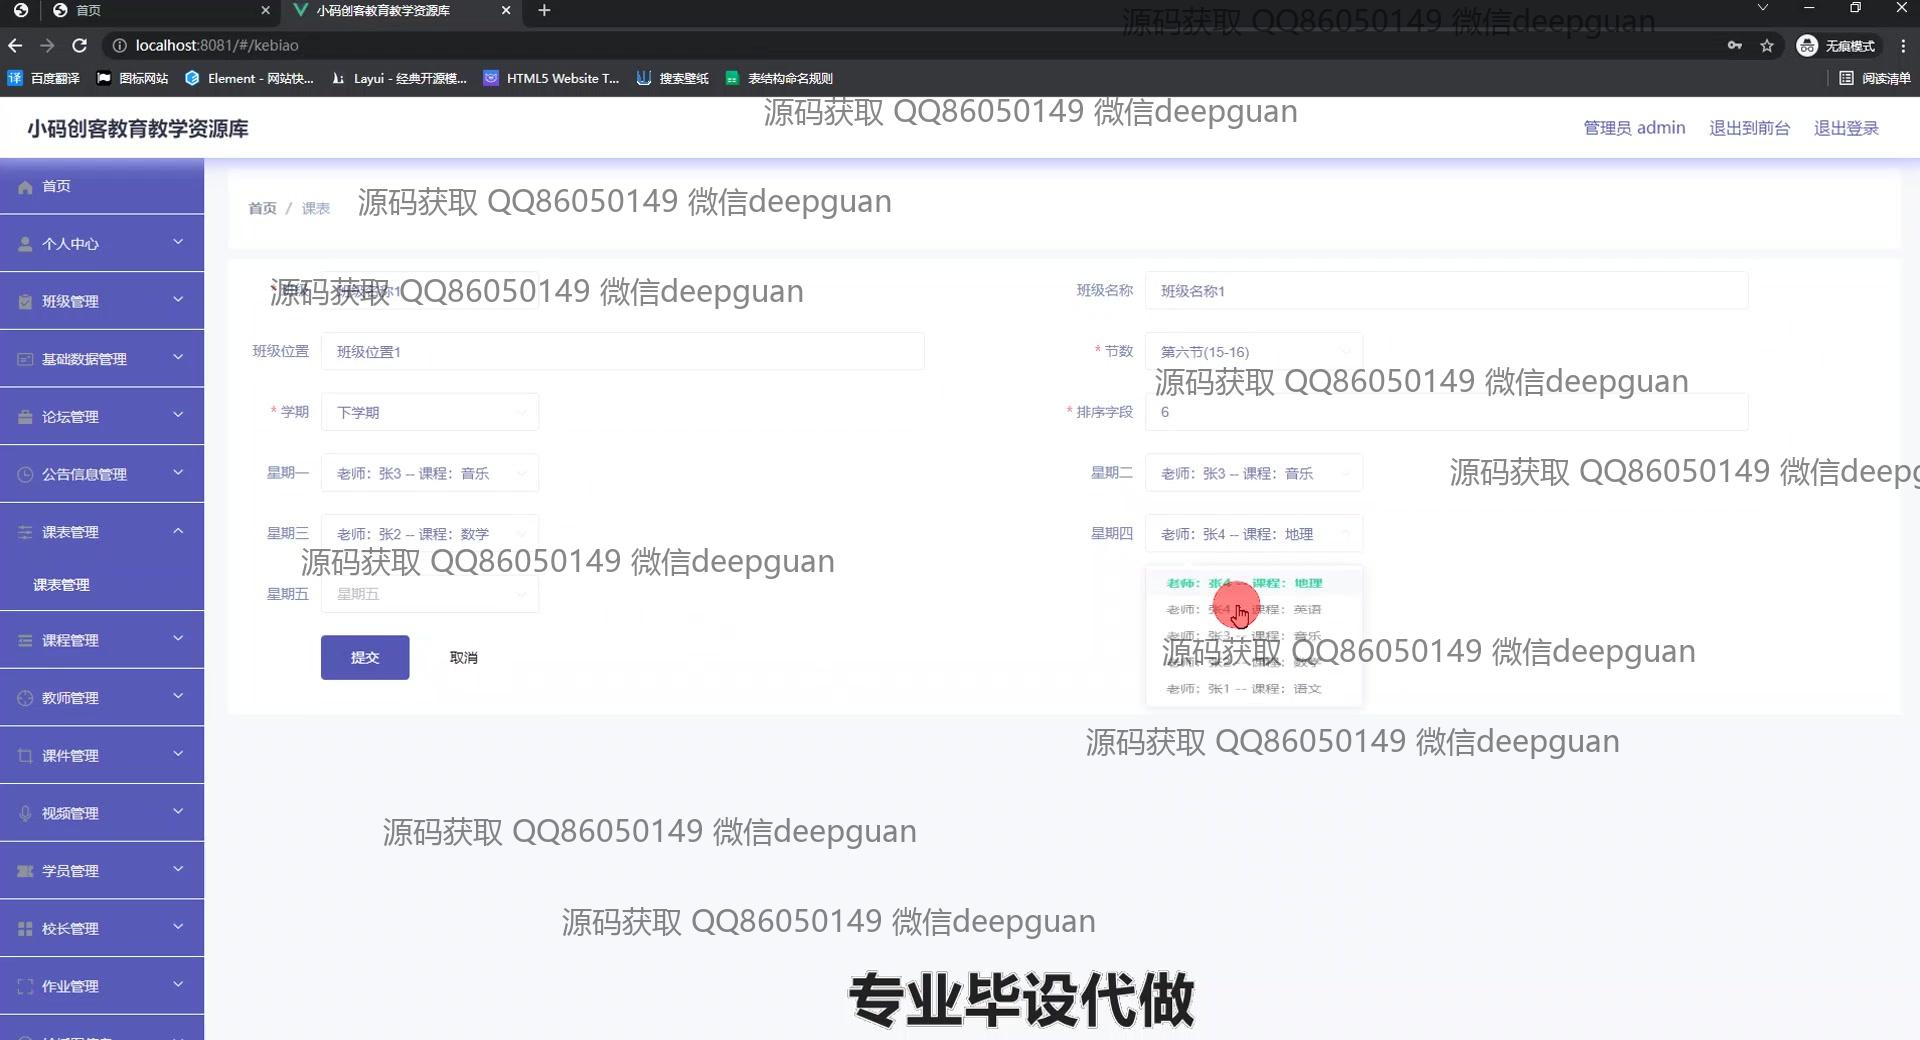 首页
小码创客教育教学资源库
源码获取 QQ86050149 微信deepguan
localhost:8081/#/kebiao
无痕模式
百度翻译
图标网站
Element - 网站快...
Layui - 经典开源模...
HTML5 Website T...
搜索壁纸
表结构命名规则
阅读清单
小码创客教育教学资源库
源码获取 QQ86050149 微信deepguan
管理员 admin
退出到前台
退出登录
首页
个人中心
班级管理
基础数据管理
论坛管理
公告信息管理
课表管理
课表管理
课程管理
教师管理
课件管理
视频管理
学员管理
校长管理
作业管理
首页 / 课表
源码获取 QQ86050149 微信deepguan
源码获取 QQ86050149 微信deepguan
班级名称 班级名称1
班级位置 班级位置1
* 节数 第六节(15-16)
源码获取 QQ86050149 微信deepguan
* 学期 下学期
* 排序字段 6
星期一 老师：张3 -- 课程：音乐
星期二 老师：张3 -- 课程：音乐
源码获取 QQ86050149 微信deepg
星期三 老师：张2 -- 课程：数学
星期四 老师：张4 -- 课程：地理
源码获取 QQ86050149 微信deepguan
星期五 星期五
老师：张4 -- 课程：地理
老师：张4 -- 课程：英语
老师：张3 -- 课程：音乐
源码获取 QQ86050149 微信deepguan
老师：张1 -- 课程：语文
提交
取消
源码获取 QQ86050149 微信deepguan
源码获取 QQ86050149 微信deepguan
源码获取 QQ86050149 微信deepguan
专业毕设代做